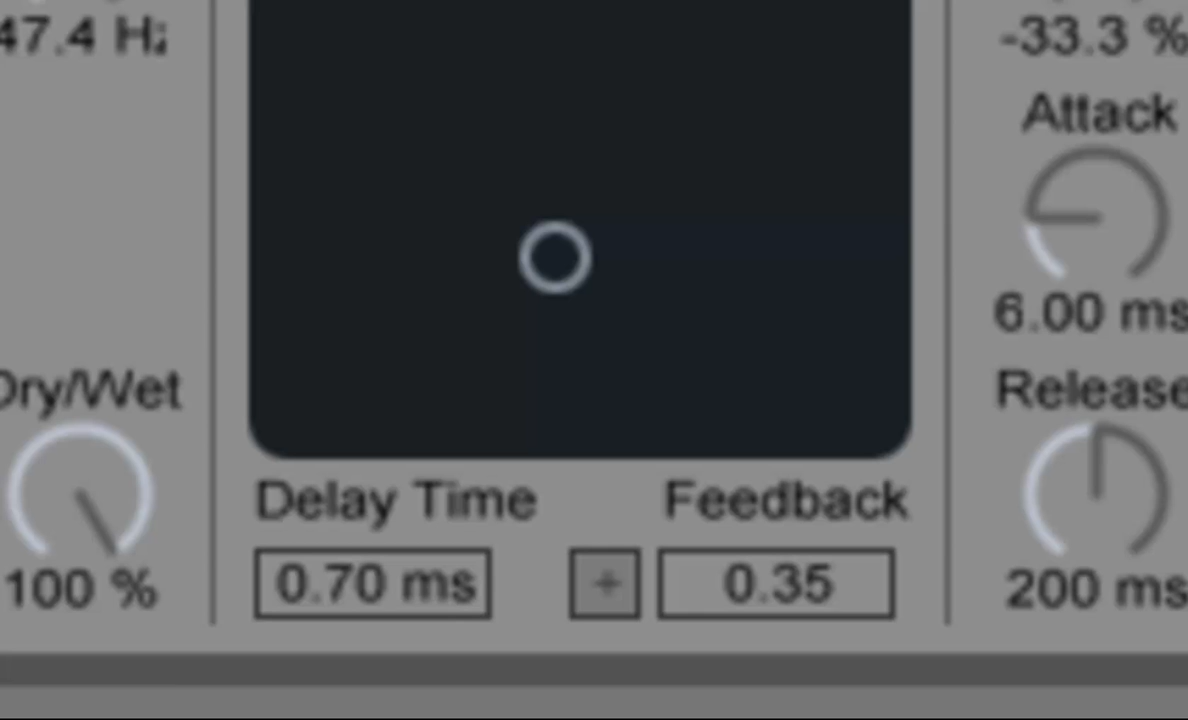 47.4 Hz
-33.3 %
Attack
6.00 ms
Dry/Wet
Release
100 %
Delay Time
Feedback
0.70 ms
+
0.35
200 ms